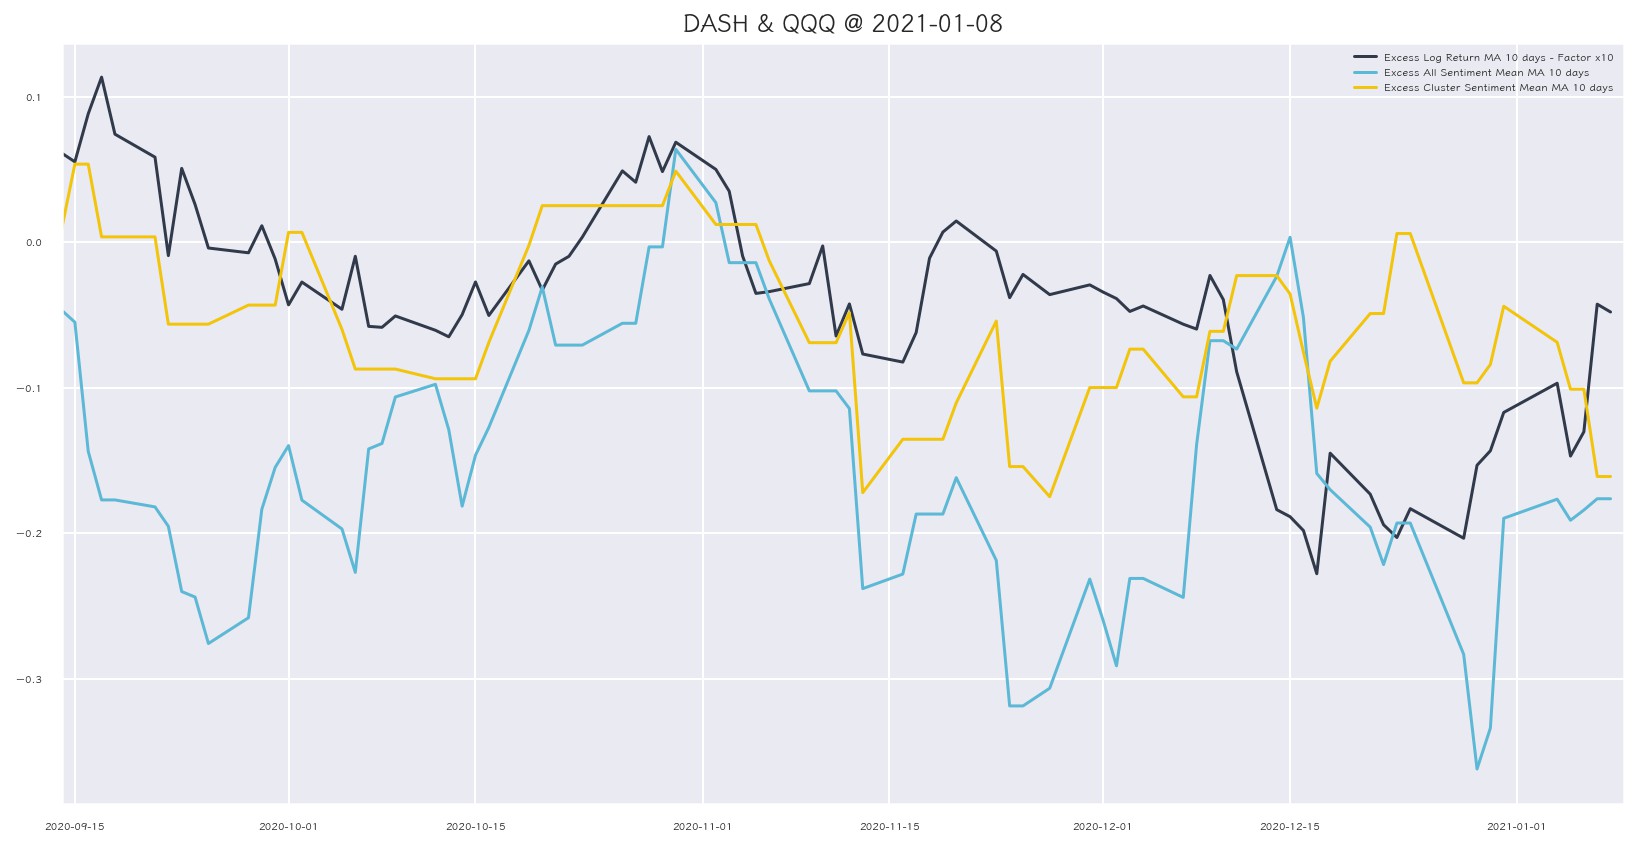 DASH & QQQ @ 2021-01-08
Excess Log Return MA 10 days - Factor x10
Excess All Sentiment Mean MA 10 days
Excess Cluster Sentiment Mean MA 10 days
0.1
0.0
−0.1
−0.2
−0.3
2020-09-15 2020-10-01 2020-10-15 2020-11-01 2020-11-15 2020-12-01 2020-12-15 2021-01-01